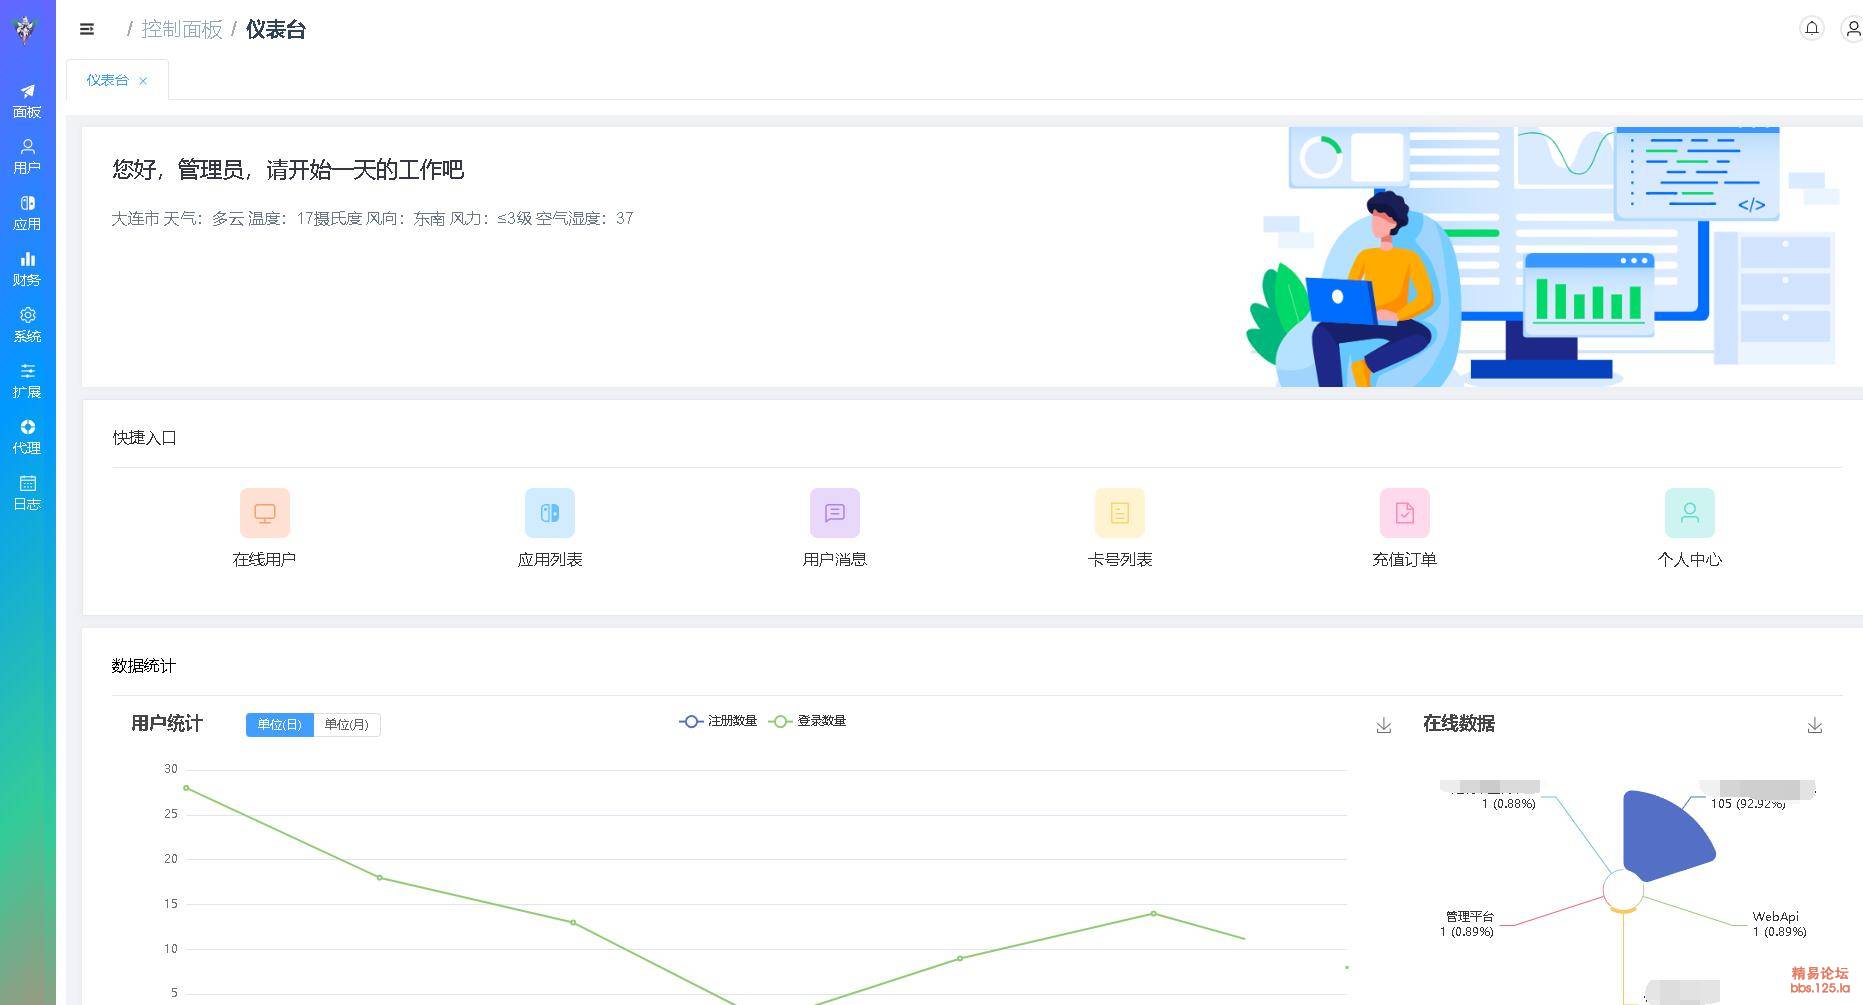 / 控制面板 / 仪表台
仪表台 ×
面板
用户
应用
财务
系统
扩展
代理
日志
您好，管理员，请开始一天的工作吧
大连市 天气：多云 温度：17摄氏度 风向：东南 风力：≤3级 空气湿度：37
</>
快捷入口
在线用户
应用列表
用户消息
卡号列表
充值订单
个人中心
数据统计
用户统计
单位(日)
单位(月)
注册数量
登录数量
30
25
20
15
10
5
在线数据
1 (0.88%)
105 (92.92%)
管理平台
1 (0.89%)
WebApi
1 (0.89%)
精易论坛
bbs.125.la